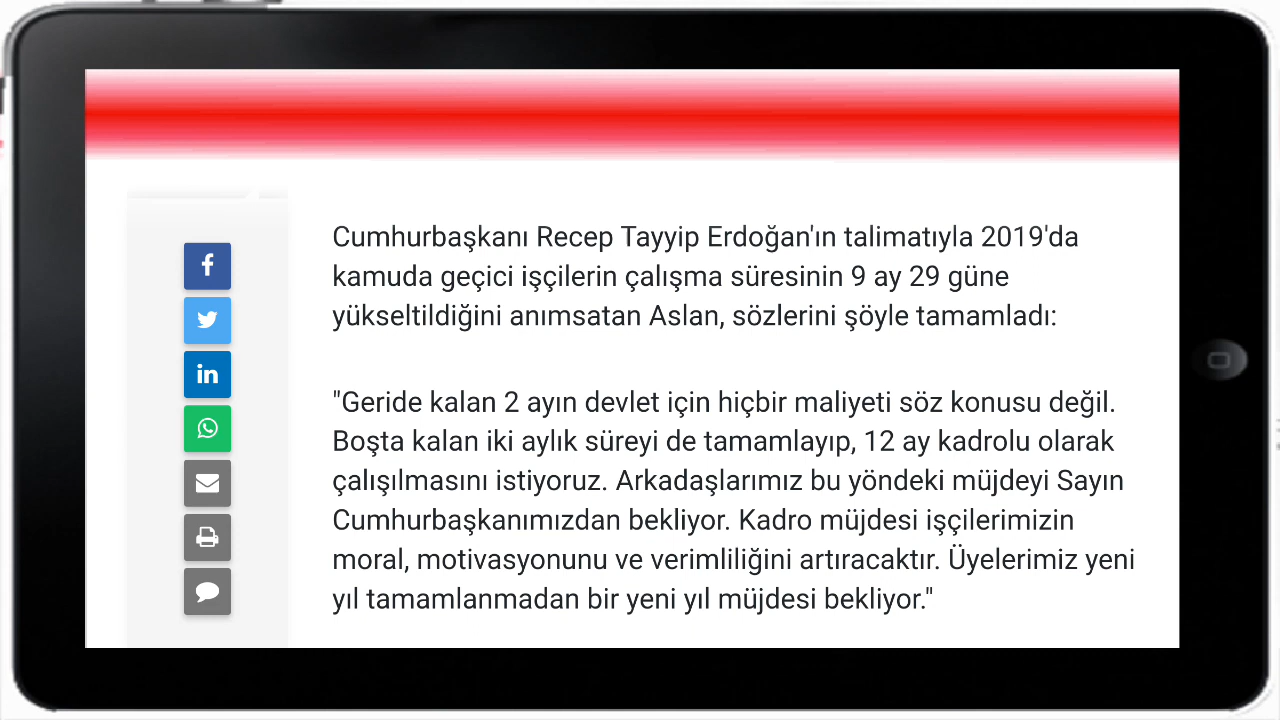 Cumhurbaşkanı Recep Tayyip Erdoğan'ın talimatıyla 2019'da
kamuda geçici işçilerin çalışma süresinin 9 ay 29 güne
yükseltildiğini anımsatan Aslan, sözlerini şöyle tamamladı:
"Geride kalan 2 ayın devlet için hiçbir maliyeti söz konusu değil.
Boşta kalan iki aylık süreyi de tamamlayıp, 12 ay kadrolu olarak
çalışılmasını istiyoruz. Arkadaşlarımız bu yöndeki müjdeyi Sayın
Cumhurbaşkanımızdan bekliyor. Kadro müjdesi işçilerimizin
moral, motivasyonunu ve verimliliğini artıracaktır. Üyelerimiz yeni
yıl tamamlanmadan bir yeni yıl müjdesi bekliyor."